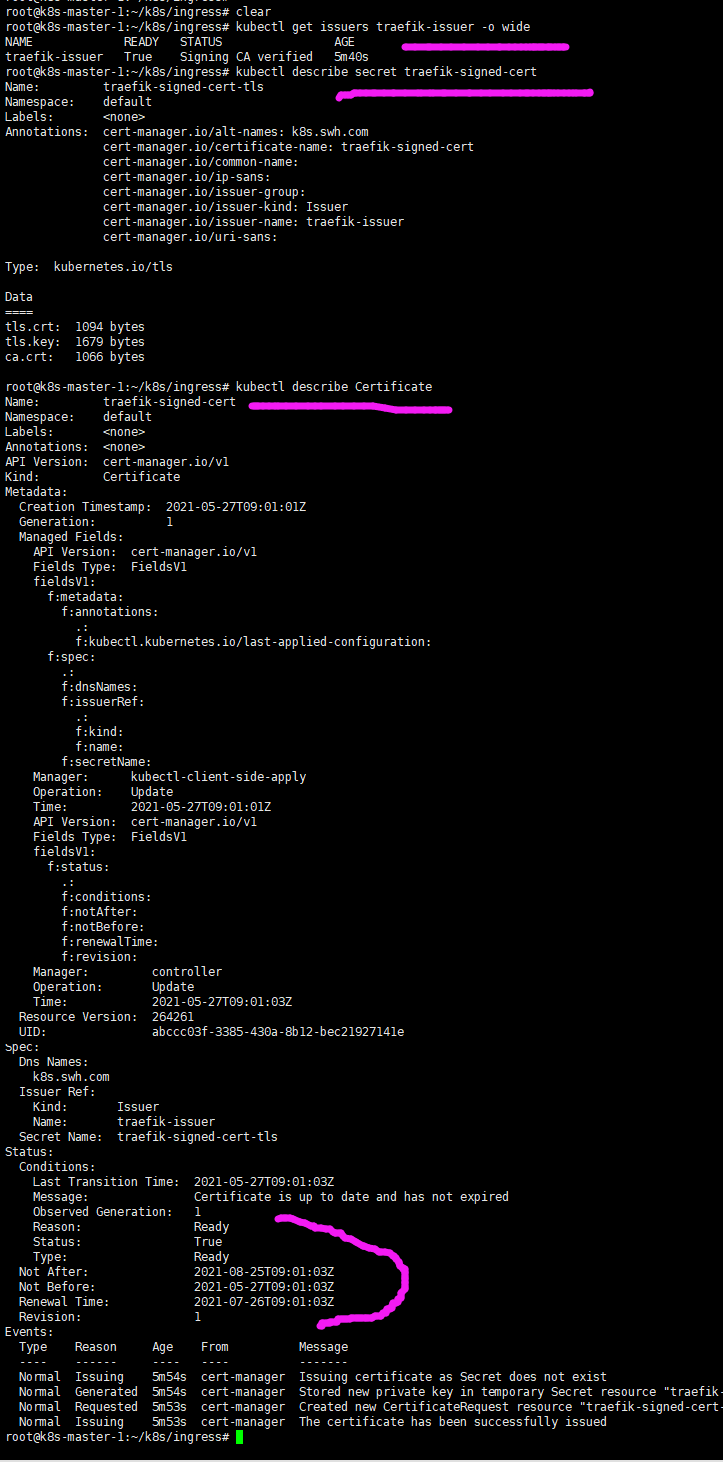 root@k8s-master-1:~/k8s/ingress# clear
root@k8s-master-1:~/k8s/ingress# kubectl get issuers traefik-issuer -o wide
NAME             READY   STATUS                AGE
traefik-issuer   True    Signing CA verified   5m40s
root@k8s-master-1:~/k8s/ingress# kubectl describe secret traefik-signed-cert
Name:         traefik-signed-cert-tls
Namespace:    default
Labels:       <none>
Annotations:  cert-manager.io/alt-names: k8s.swh.com
              cert-manager.io/certificate-name: traefik-signed-cert
              cert-manager.io/common-name:
              cert-manager.io/ip-sans:
              cert-manager.io/issuer-group:
              cert-manager.io/issuer-kind: Issuer
              cert-manager.io/issuer-name: traefik-issuer
              cert-manager.io/uri-sans:
Type:  kubernetes.io/tls
Data
====
tls.crt:  1094 bytes
tls.key:  1679 bytes
ca.crt:   1066 bytes
root@k8s-master-1:~/k8s/ingress# kubectl describe Certificate
Name:         traefik-signed-cert
Namespace:    default
Labels:       <none>
Annotations:  <none>
API Version:  cert-manager.io/v1
Kind:         Certificate
Metadata:
  Creation Timestamp:  2021-05-27T09:01:01Z
  Generation:          1
  Managed Fields:
    API Version:  cert-manager.io/v1
    Fields Type:  FieldsV1
    fieldsV1:
      f:metadata:
        f:annotations:
          .:
          f:kubectl.kubernetes.io/last-applied-configuration:
      f:spec:
        .:
        f:dnsNames:
        f:issuerRef:
          .:
          f:kind:
          f:name:
        f:secretName:
    Manager:      kubectl-client-side-apply
    Operation:    Update
    Time:         2021-05-27T09:01:01Z
    API Version:  cert-manager.io/v1
    Fields Type:  FieldsV1
    fieldsV1:
      f:status:
        .:
        f:conditions:
        f:notAfter:
        f:notBefore:
        f:renewalTime:
        f:revision:
    Manager:         controller
    Operation:       Update
    Time:            2021-05-27T09:01:03Z
  Resource Version:  264261
  UID:               abccc03f-3385-430a-8b12-bec21927141e
Spec:
  Dns Names:
    k8s.swh.com
  Issuer Ref:
    Kind:       Issuer
    Name:       traefik-issuer
  Secret Name:  traefik-signed-cert-tls
Status:
  Conditions:
    Last Transition Time:  2021-05-27T09:01:03Z
    Message:               Certificate is up to date and has not expired
    Observed Generation:   1
    Reason:                Ready
    Status:                True
    Type:                  Ready
  Not After:               2021-08-25T09:01:03Z
  Not Before:              2021-05-27T09:01:03Z
  Renewal Time:            2021-07-26T09:01:03Z
  Revision:                1
Events:
  Type    Reason     Age    From          Message
  ----    ------     ----   ----          -------
  Normal  Issuing    5m54s  cert-manager  Issuing certificate as Secret does not exist
  Normal  Generated  5m54s  cert-manager  Stored new private key in temporary Secret resource "traefik-
  Normal  Requested  5m53s  cert-manager  Created new CertificateRequest resource "traefik-signed-cert-
  Normal  Issuing    5m53s  cert-manager  The certificate has been successfully issued
root@k8s-master-1:~/k8s/ingress#